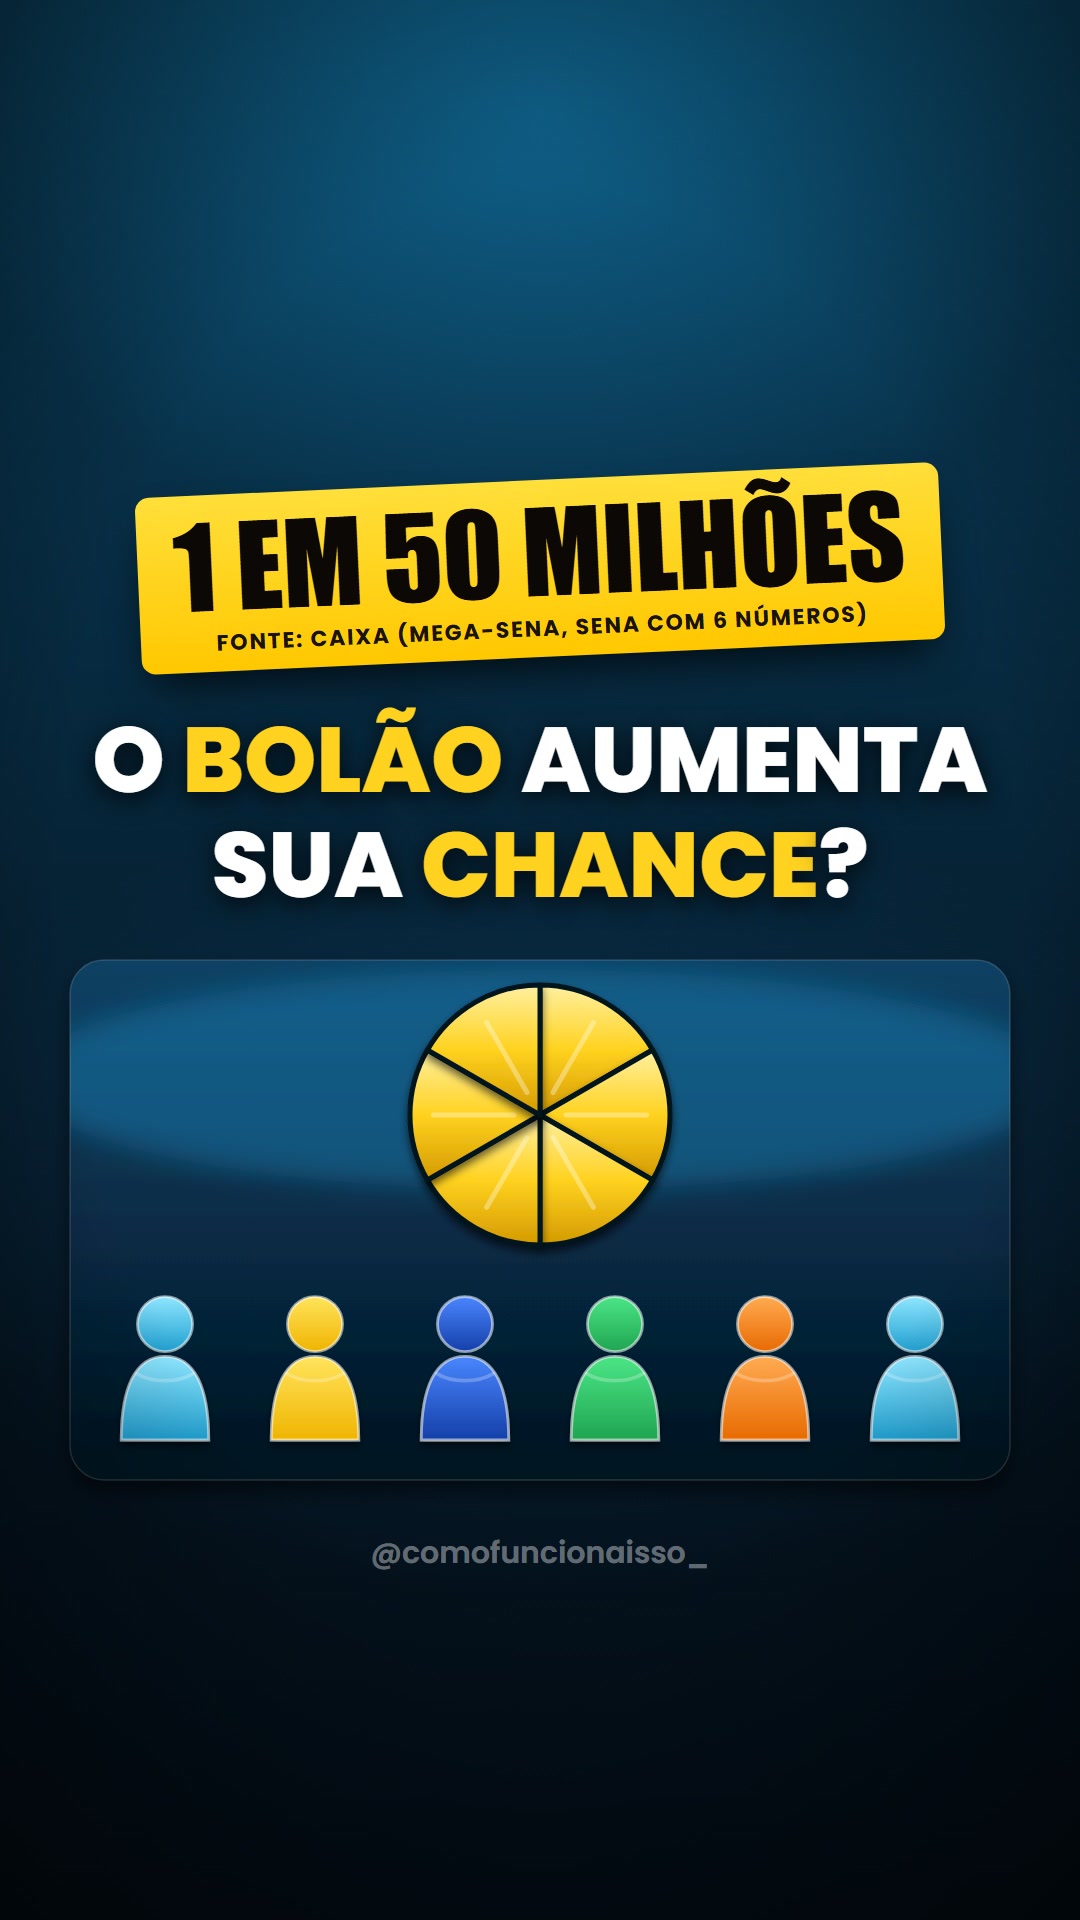 1 EM 50 MILHÕES
FONTE: CAIXA (MEGA-SENA, SENA COM 6 NÚMEROS)
O BOLÃO AUMENTA
SUA CHANCE?
@comofuncionaisso_